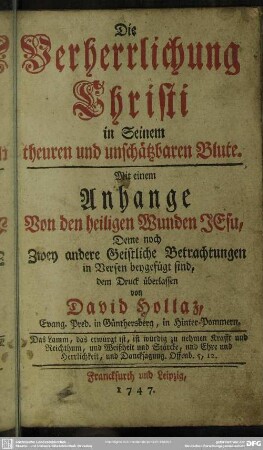 Die
Verherrlichung
Christi
in Seinem
theuren und unschätzbaren Blute.
Mit einem
Anhange
Von den heiligen Wunden JEsu,
Deme noch
Zwey andere Geistliche Betrachtungen
in Versen beygefügt sind,
dem Druck überlassen
von
David Hollaz,
Evang. Pred. in Günthersberg, in Hinter-Pommern.
Das Lamm, das erwürgt ist, ist würdig zu nehmen Krafft und
Reichthum, und Weißheit und Stärcke, und Ehre und
Herrlichkeit, und Dancksagung. Offenb. 5, 12.
Franckfurth und Leipzig,
1747.